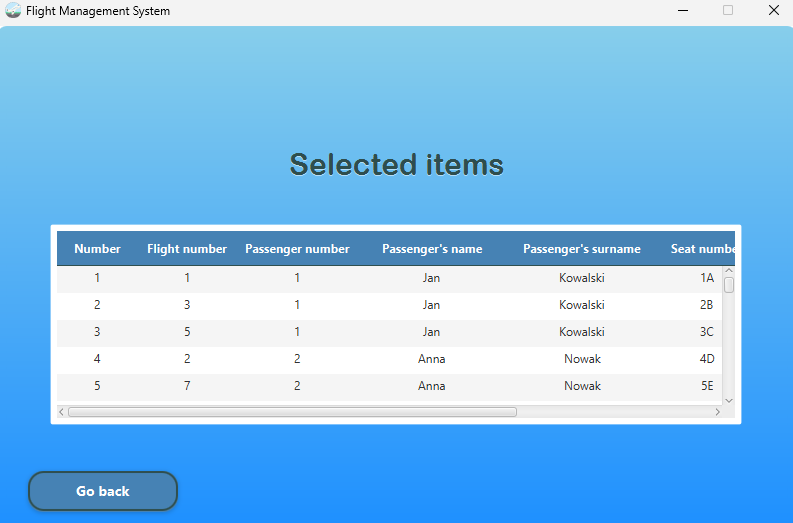 Flight Management System
Selected items
Number Flight number Passenger number Passenger's name Passenger's surname Seat numbe
1 1 1 Jan Kowalski 1A
2 3 1 Jan Kowalski 2B
3 5 1 Jan Kowalski 3C
4 2 2 Anna Nowak 4D
5 7 2 Anna Nowak 5E
Go back